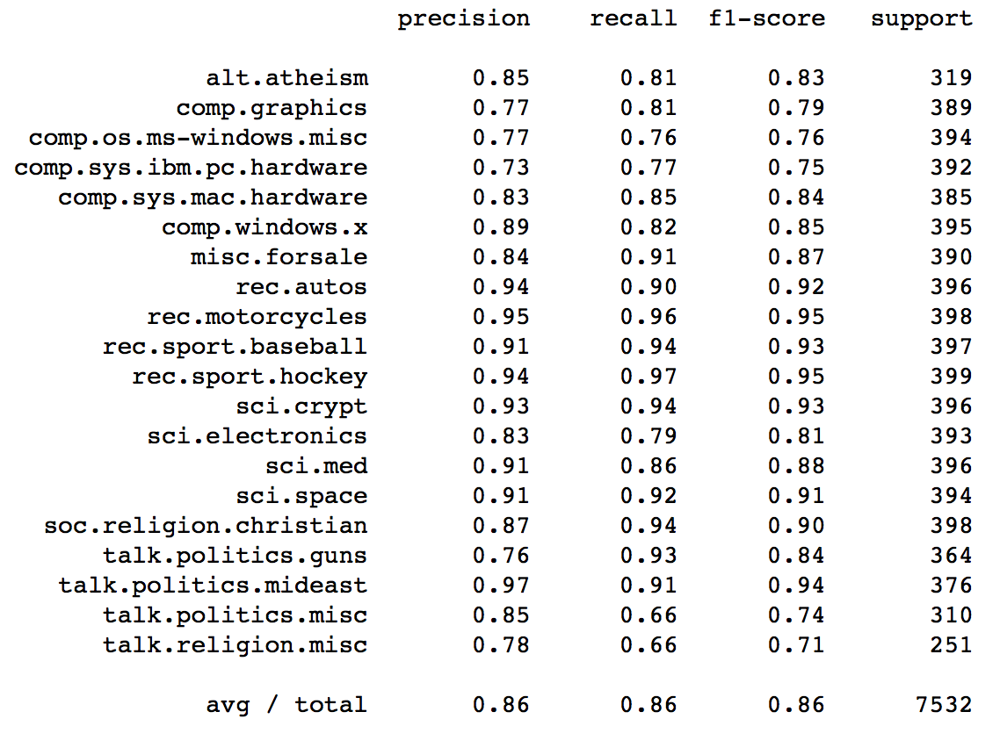 precision recall f1-score support
alt.atheism 0.85 0.81 0.83 319
comp.graphics 0.77 0.81 0.79 389
comp.os.ms-windows.misc 0.77 0.76 0.76 394
comp.sys.ibm.pc.hardware 0.73 0.77 0.75 392
comp.sys.mac.hardware 0.83 0.85 0.84 385
comp.windows.x 0.89 0.82 0.85 395
misc.forsale 0.84 0.91 0.87 390
rec.autos 0.94 0.90 0.92 396
rec.motorcycles 0.95 0.96 0.95 398
rec.sport.baseball 0.91 0.94 0.93 397
rec.sport.hockey 0.94 0.97 0.95 399
sci.crypt 0.93 0.94 0.93 396
sci.electronics 0.83 0.79 0.81 393
sci.med 0.91 0.86 0.88 396
sci.space 0.91 0.92 0.91 394
soc.religion.christian 0.87 0.94 0.90 398
talk.politics.guns 0.76 0.93 0.84 364
talk.politics.mideast 0.97 0.91 0.94 376
talk.politics.misc 0.85 0.66 0.74 310
talk.religion.misc 0.78 0.66 0.71 251
avg / total 0.86 0.86 0.86 7532